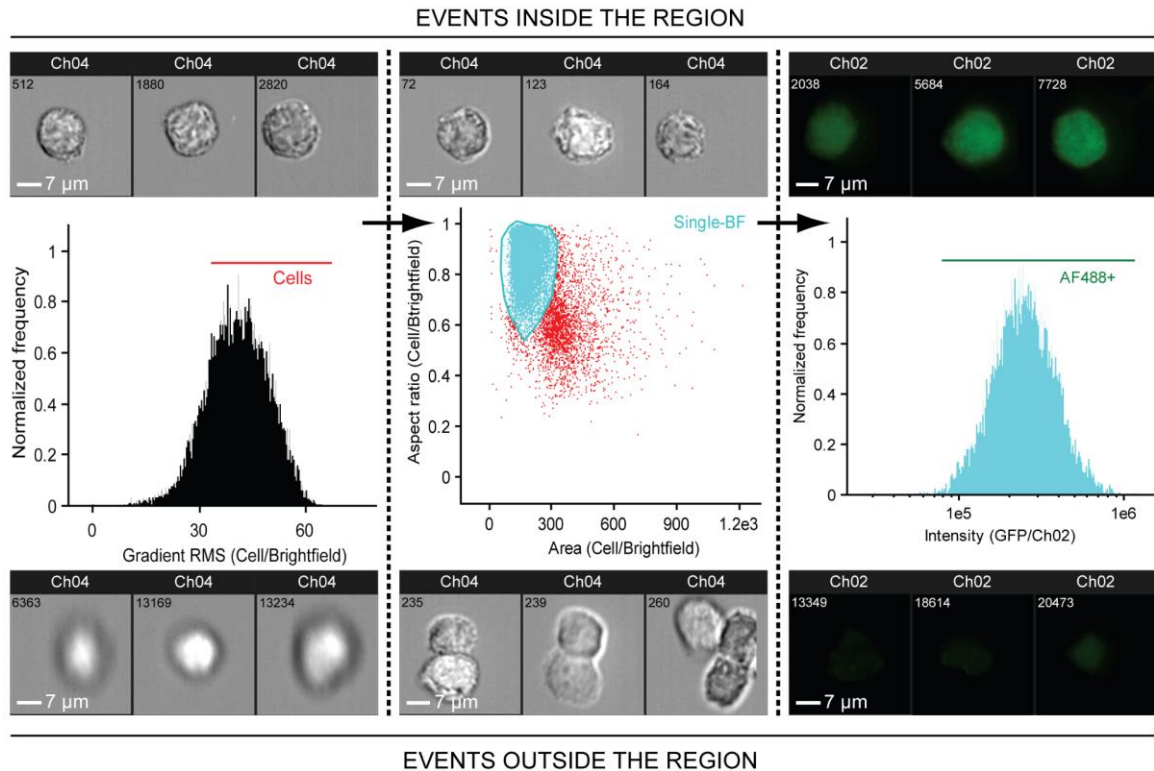 EVENTS INSIDE THE REGION
Ch04 Ch04 Ch04
512 1880 2820
7 µm
Ch04 Ch04 Ch04
72 123 164
7 µm
Ch02 Ch02 Ch02
2038 5684 7728
7 µm
Normalized frequency
1
0.8
0.6
0.4
0.2
0
Cells
0 30 60
Gradient RMS (Cell/Brightfield)
Aspect ratio (Cell/Btrightfield)
1
0.8
0.6
0.4
0.2
0
Single-BF
0 300 600 900 1.2e3
Area (Cell/Brightfield)
Normalized frequency
1
0.8
0.6
0.4
0.2
0
AF488+
1e5 1e6
Intensity (GFP/Ch02)
Ch04 Ch04 Ch04
6363 13169 13234
7 µm
Ch04 Ch04 Ch04
235 239 260
7 µm
Ch02 Ch02 Ch02
13349 18614 20473
7 µm
EVENTS OUTSIDE THE REGION